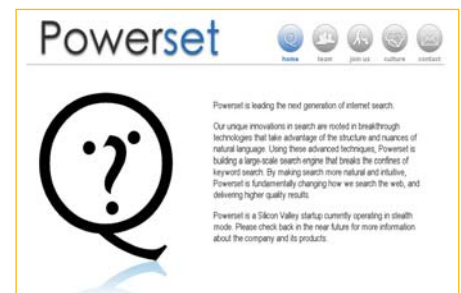 Powerset
home team join us culture contact
Powerset is leading the next generation of internet search.
Our unique innovations in search are rooted in breakthrough
technologies that take advantage of the structure and nuances of
natural language. Using these advanced techniques, Powerset is
building a large-scale search engine that breaks the confines of
keyword search. By making search more natural and intuitive,
Powerset is fundamentally changing how we search the web, and
delivering higher quality results.
Powerset is a Silicon Valley startup currently operating in stealth
mode. Please check back in the near future for more information
about the company and its products.